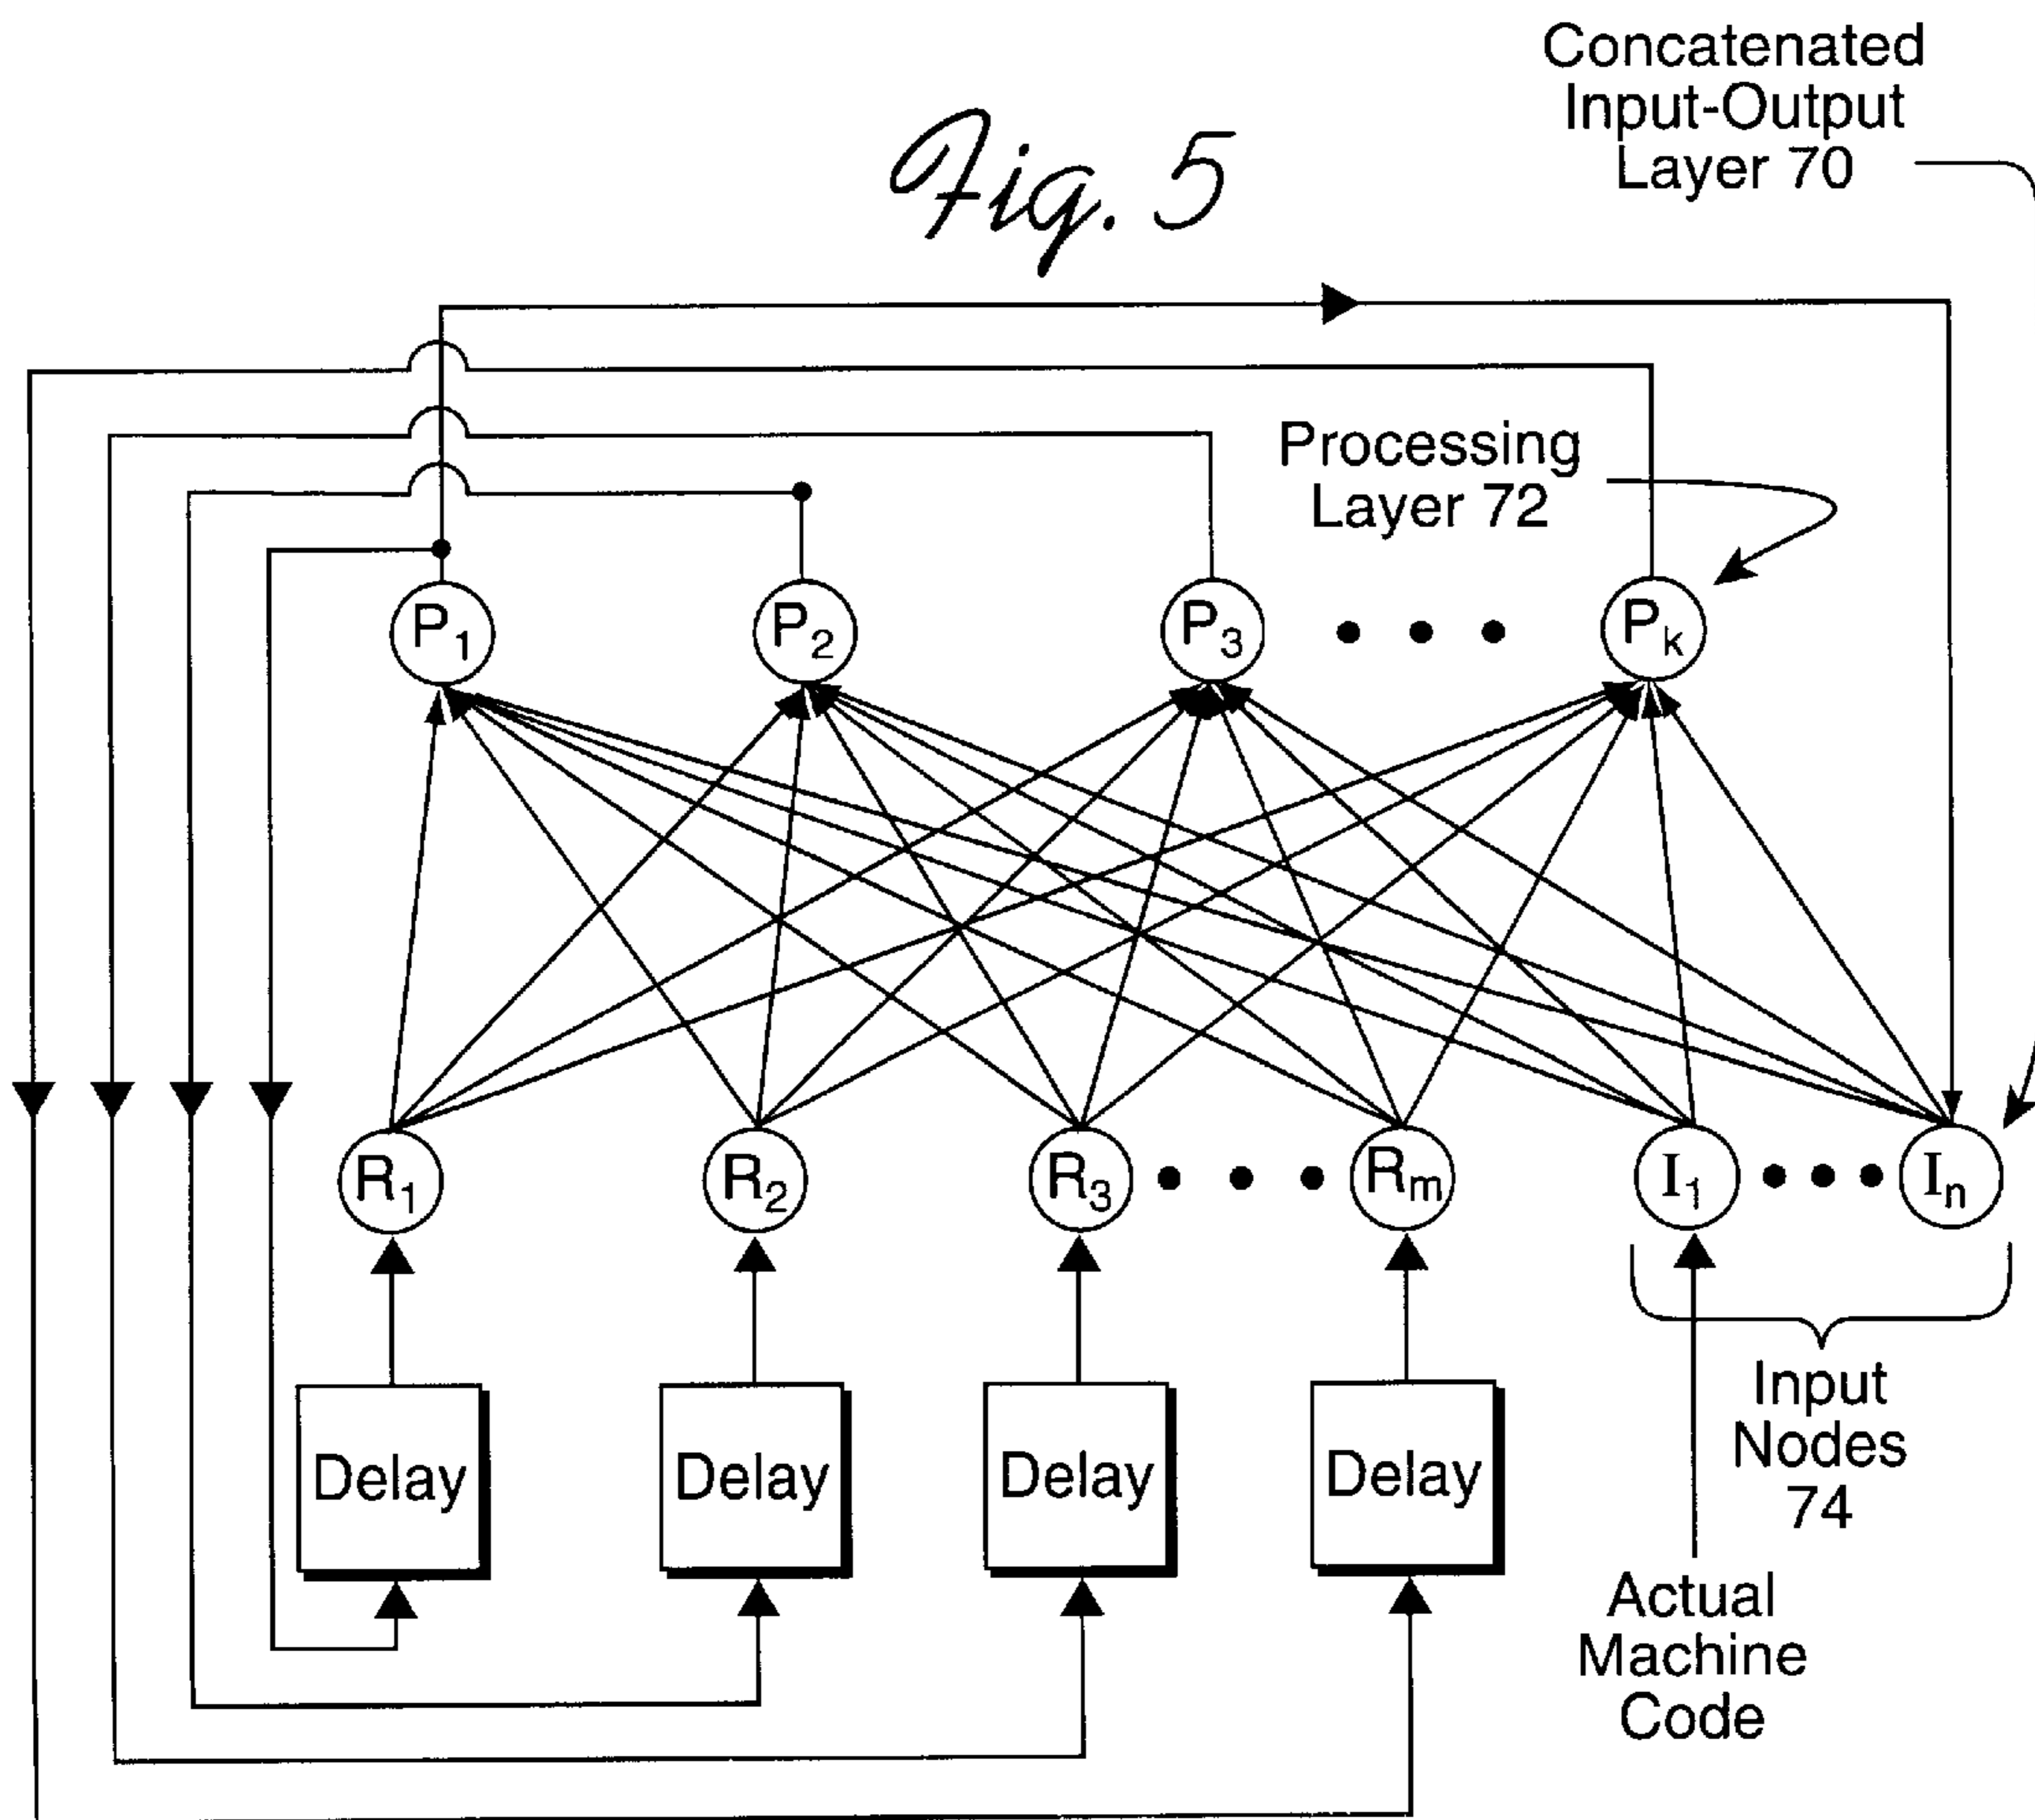 Concatenated
Input-Output
Layer 70
Fig. 5
Processing
Layer 72
P₁
P₂
P₃
Pₖ
R₁
R₂
R₃
Rₘ
I₁
Iₙ
Delay
Delay
Delay
Delay
Input
Nodes
74
Actual
Machine
Code